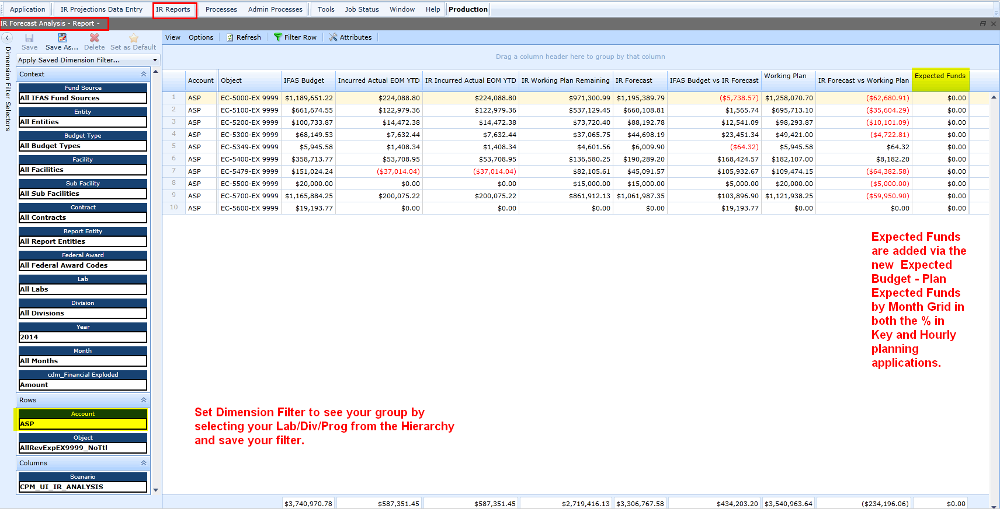 Application IR Projections Data Entry IR Reports Processes Admin Processes Tools Job Status Window Help Production
IR Forecast Analysis - Report -
Save Save As... Delete Set as Default
View Options Refresh Filter Row Attributes
Dimension Filter Selectors
Apply Saved Dimension Filter...
Context
Fund Source
All IFAS Fund Sources
Entity
All Entities
Budget Type
All Budget Types
Facility
All Facilities
Sub Facility
All Sub Facilities
Contract
All Contracts
Report Entity
All Report Entities
Federal Award
All Federal Award Codes
Lab
All Labs
Division
All Divisions
Year
2014
Month
All Months
cdm_Financial Exploded
Amount
Rows
Account
ASP
Object
AllRevExpEX9999_NoTtl
Columns
Scenario
CPM_UI_IR_ANALYSIS
Drag a column header here to group by that column
Account Object IFAS Budget Incurred Actual EOM YTD IR Incurred Actual EOM YTD IR Working Plan Remaining IR Forecast IFAS Budget vs IR Forecast Working Plan IR Forecast vs Working Plan Expected Funds
1 ASP EC-5000-EX 9999 $1,189,651.22 $224,088.80 $224,088.80 $971,300.99 $1,195,389.79 ($5,738.57) $1,258,070.70 ($62,680.91) $0.00
2 ASP EC-5100-EX 9999 $661,674.55 $122,979.36 $122,979.36 $537,129.45 $660,108.81 $1,565.74 $695,713.10 ($35,604.29) $0.00
3 ASP EC-5200-EX 9999 $100,733.87 $14,472.38 $14,472.38 $73,720.40 $88,192.78 $12,541.09 $98,293.87 ($10,101.09) $0.00
4 ASP EC-5300-EX 9999 $68,149.53 $7,632.44 $7,632.44 $37,065.75 $44,698.19 $23,451.34 $49,421.00 ($4,722.81) $0.00
5 ASP EC-5349-EX 9999 $5,945.58 $1,408.34 $1,408.34 $4,601.56 $6,009.90 ($64.32) $5,945.58 $64.32 $0.00
6 ASP EC-5400-EX 9999 $358,713.77 $53,708.95 $53,708.95 $136,580.25 $190,289.20 $168,424.57 $182,107.00 $8,182.20 $0.00
7 ASP EC-5479-EX 9999 $151,024.24 ($37,014.04) ($37,014.04) $82,105.61 $45,091.57 $105,932.67 $109,474.15 ($64,382.58) $0.00
8 ASP EC-5500-EX 9999 $20,000.00 $0.00 $0.00 $15,000.00 $15,000.00 $5,000.00 $20,000.00 ($5,000.00) $0.00
9 ASP EC-5700-EX 9999 $1,165,884.25 $200,075.22 $200,075.22 $861,912.13 $1,061,987.35 $103,896.90 $1,121,938.25 ($59,950.90) $0.00
10 ASP EC-5600-EX 9999 $19,193.77 $0.00 $0.00 $0.00 $0.00 $19,193.77 $0.00 $0.00 $0.00
Expected Funds
are added via the
new Expected
Budget - Plan
Expected Funds
by Month Grid in
both the % in
Key and Hourly
planning
applications.
Set Dimension Filter to see your group by
selecting your Lab/Div/Prog from the Hierarchy
and save your filter.
$3,740,970.78 $587,351.45 $587,351.45 $2,719,416.13 $3,306,767.58 $434,203.20 $3,540,963.64 ($234,196.06) $0.00